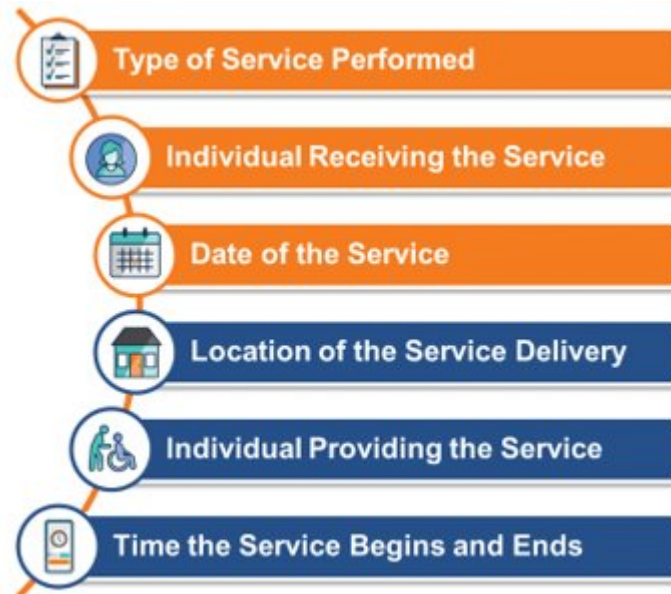 Type of Service Performed
Individual Receiving the Service
Date of the Service
Location of the Service Delivery
Individual Providing the Service
Time the Service Begins and Ends